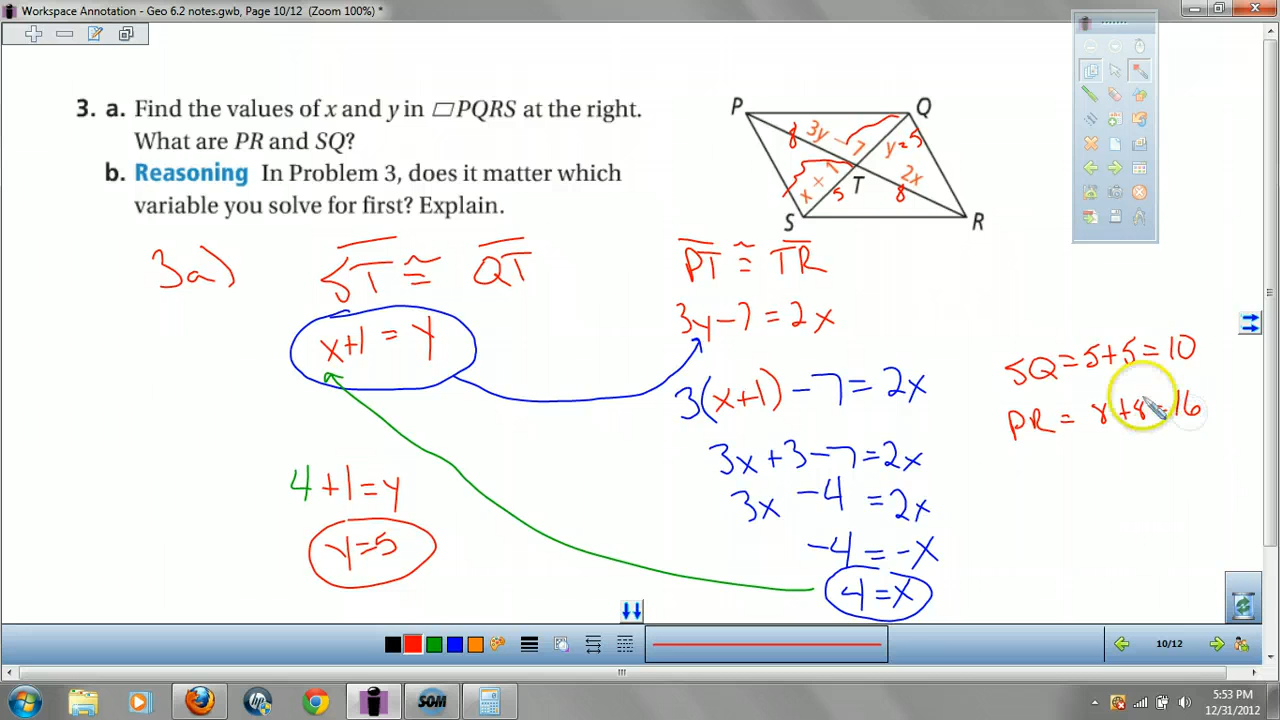 Workspace Annotation - Geo 6.2 notes.gwb, Page 10/12 (Zoom 100%) *
3. a. Find the values of x and y in ▱PQRS at the right.
What are PR and SQ?
b. Reasoning In Problem 3, does it matter which
variable you solve for first? Explain.
P
Q
8 3y - 7
y = 5
x + 1
5
T
2x
8
S
R
3a)
ST ≅ QT
PT ≅ TR
x+1 = y
3y-7 = 2x
SQ = 5+5 = 10
3(x+1) -7 = 2x
PR = 8+8 = 16
3x+3-7=2x
4+1=y
3x -4 = 2x
y=5
-4 = -x
4 = x
10/12
SOM
5:53 PM
12/31/2012